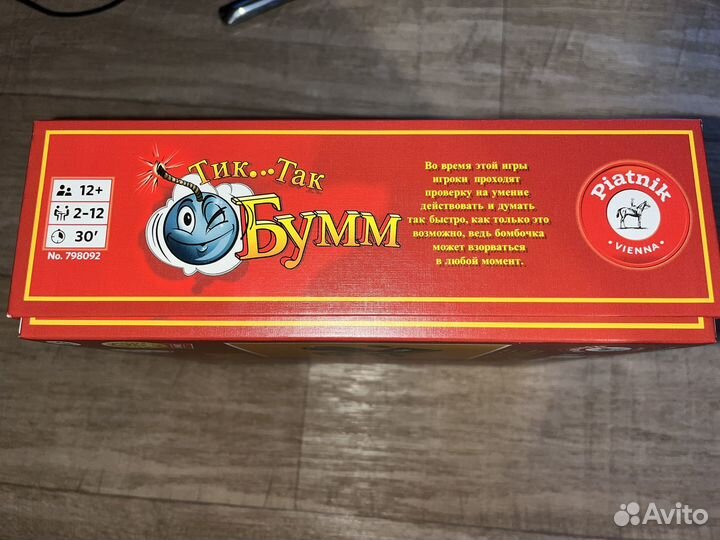 12+
2-12
30'
No. 798092
Тик...Так
Бумм
Во время этой игры
игроки проходят
проверку на умение
действовать и думать
так быстро, как только это
возможно, ведь бомбочка
может взорваться
в любой момент.
Piatnik
• VIENNA •
Avito